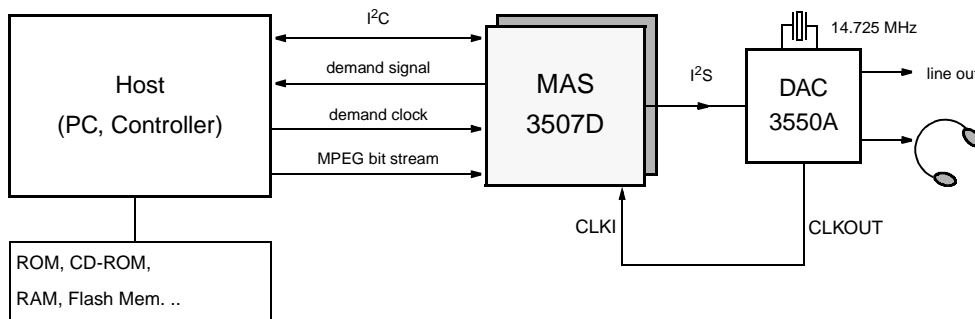 I²C
14.725 MHz
demand signal
Host
(PC, Controller)
MAS
3507D
I²S
DAC
3550A
line out
demand clock
MPEG bit stream
CLKI
CLKOUT
ROM, CD-ROM,
RAM, Flash Mem. ..